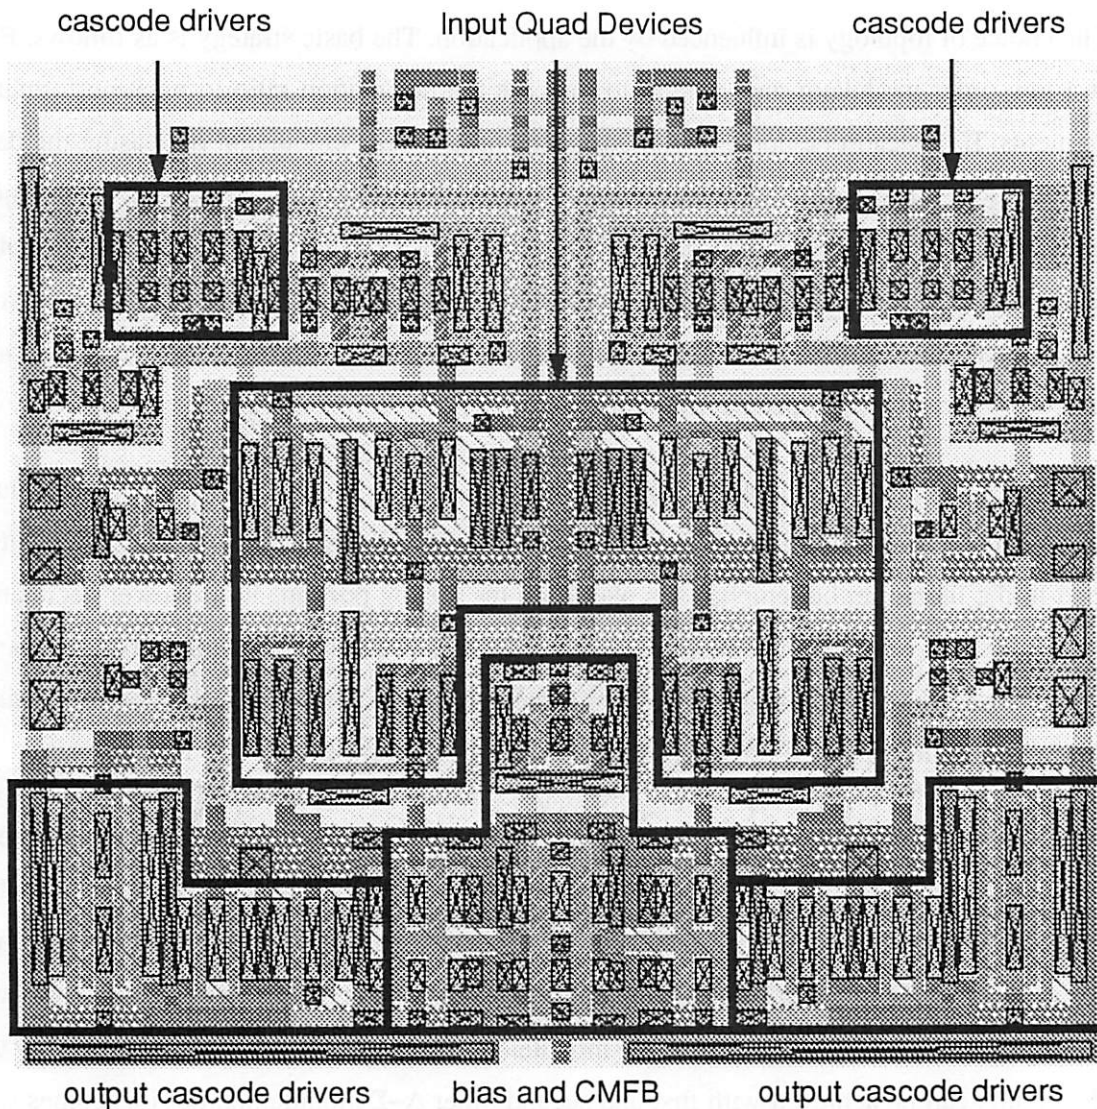 cascode drivers
Input Quad Devices
cascode drivers
output cascode drivers
bias and CMFB
output cascode drivers